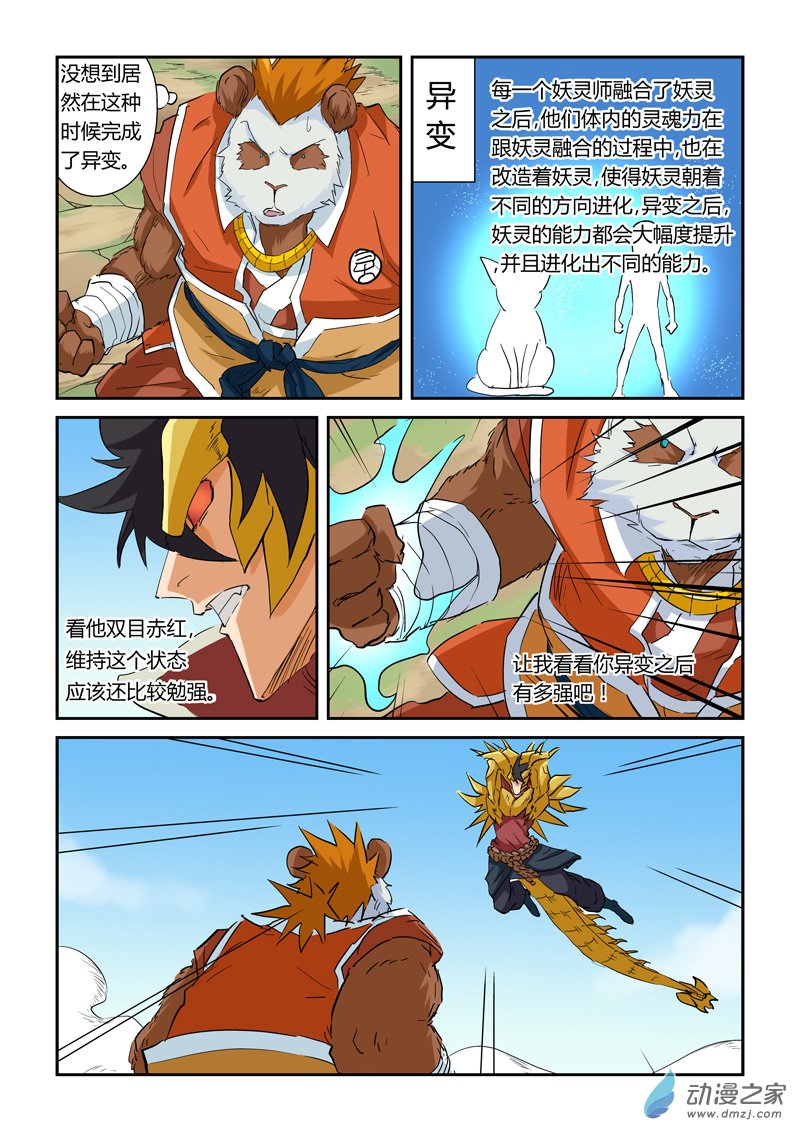 没想到居
然在这种
时候完成
了异变。
灵
异
变
每一个妖灵师融合了妖灵
之后,他们体内的灵魂力在
跟妖灵融合的过程中,也在
改造着妖灵,使得妖灵朝着
不同的方向进化,异变之后,
妖灵的能力都会大幅度提升
,并且进化出不同的能力。
看他双目赤红,
维持这个状态
应该还比较勉强。
让我看看你异变之后
有多强吧！
动漫之家
www.dmzj.com